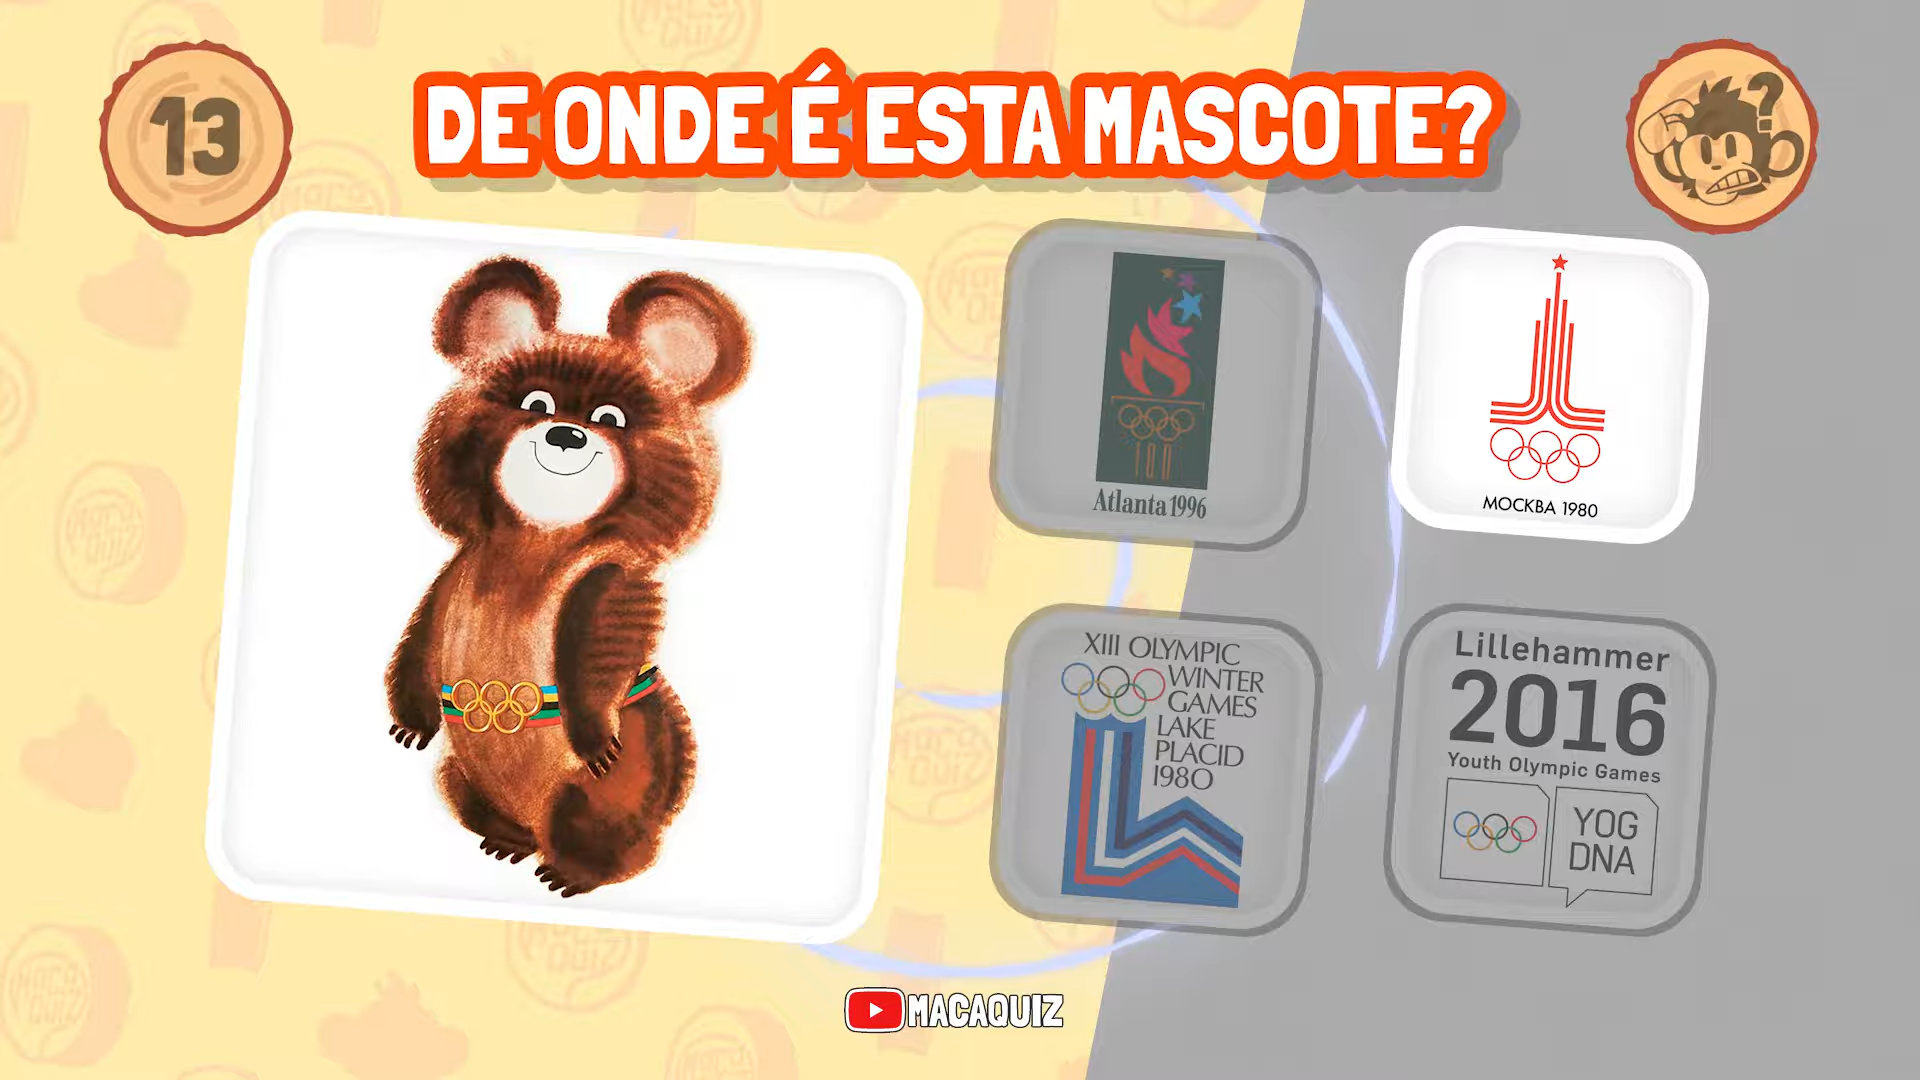 13
DE ONDE É ESTA MASCOTE?
Atlanta 1996
100
МОСКВА 1980
XIII OLYMPIC
WINTER
GAMES
LAKE
PLACID
1980
Lillehammer
2016
Youth Olympic Games
YOG
DNA
MACAQUIZ